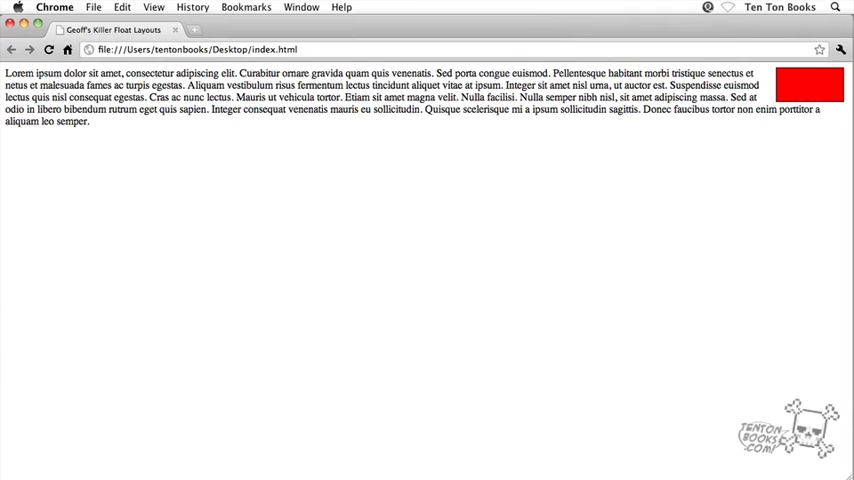 Chrome File Edit View History Bookmarks Window Help Ten Ton Books
Geoff's Killer Float Layouts
file:///Users/tentonbooks/Desktop/index.html
Lorem ipsum dolor sit amet, consectetur adipiscing elit. Curabitur ornare gravida quam quis venenatis. Sed porta congue euismod. Pellentesque habitant morbi tristique senectus et
netus et malesuada fames ac turpis egestas. Aliquam vestibulum risus fermentum lectus tincidunt aliquet vitae at ipsum. Integer sit amet nisl urna, ut auctor est. Suspendisse euismod
lectus quis nisl consequat egestas. Cras ac nunc lectus. Mauris ut vehicula tortor. Etiam sit amet magna velit. Nulla facilisi. Nulla semper nibh nisl, sit amet adipiscing massa. Sed at
odio in libero bibendum rutrum eget quis sapien. Integer consequat venenatis mauris eu sollicitudin. Quisque scelerisque mi a ipsum sollicitudin sagittis. Donec faucibus tortor non enim porttitor a
aliquam leo semper.
TENTON
BOOKS
.COM!